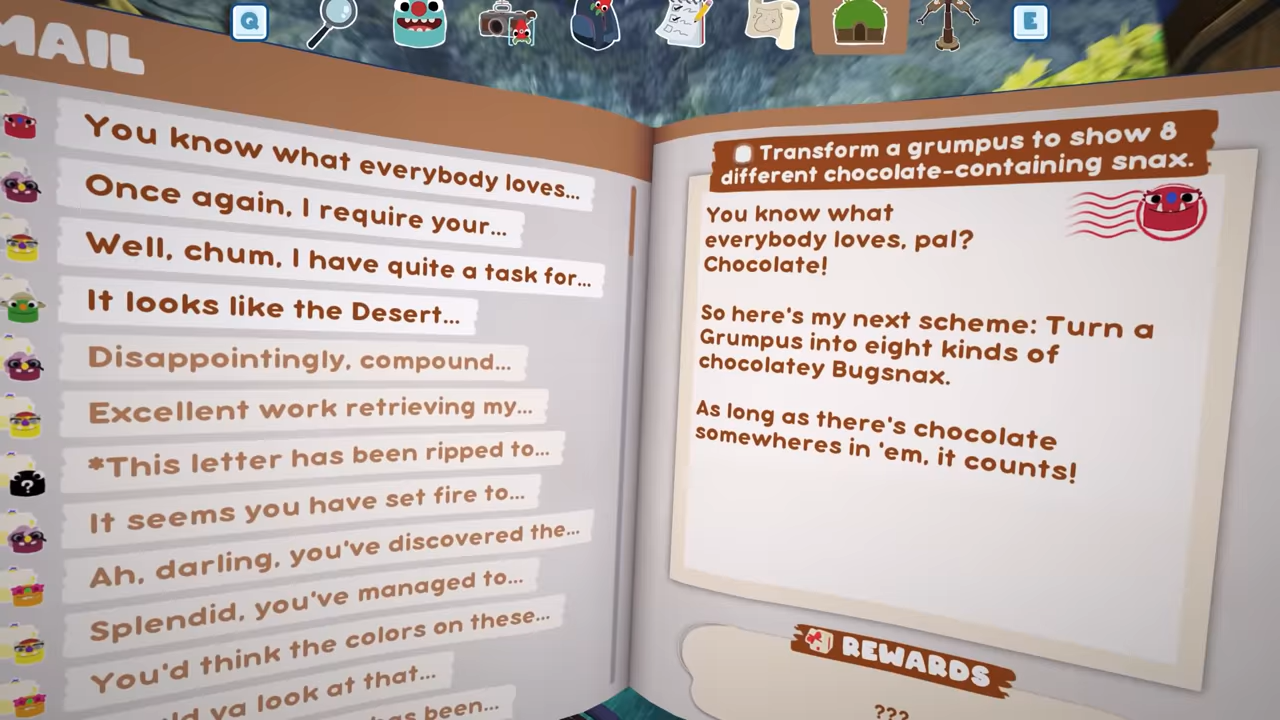 Q
E
MAIL
You know what everybody loves...
Once again, I require your...
Well, chum, I have quite a task for...
It looks like the Desert...
Disappointingly, compound...
Excellent work retrieving my...
*This letter has been ripped to...
It seems you have set fire to...
Ah, darling, you've discovered the...
Splendid, you've managed to...
You'd think the colors on these...
ya look at that...
been...
Transform a grumpus to show 8
different chocolate-containing snax.
You know what
everybody loves, pal?
Chocolate!
So here's my next scheme: Turn a
Grumpus into eight kinds of
chocolatey Bugsnax.
As long as there's chocolate
somewheres in 'em, it counts!
REWARDS
???